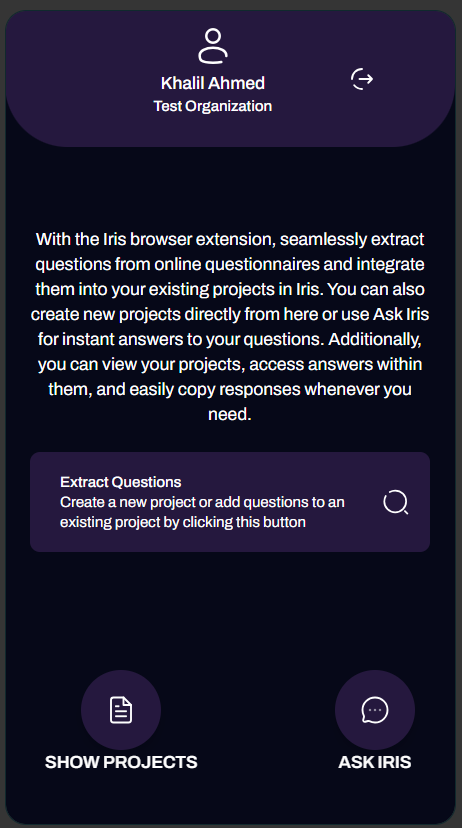 Khalil Ahmed
Test Organization
With the Iris browser extension, seamlessly extract
questions from online questionnaires and integrate
them into your existing projects in Iris. You can also
create new projects directly from here or use Ask Iris
for instant answers to your questions. Additionally,
you can view your projects, access answers within
them, and easily copy responses whenever you
need.
Extract Questions
Create a new project or add questions to an
existing project by clicking this button
SHOW PROJECTS
ASK IRIS